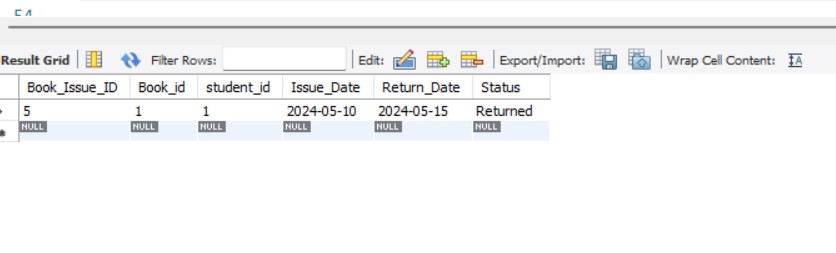 54
Result Grid Filter Rows: Edit: Export/Import: Wrap Cell Content:
Book_Issue_ID Book_id student_id Issue_Date Return_Date Status
5 1 1 2024-05-10 2024-05-15 Returned
NULL NULL NULL NULL NULL NULL